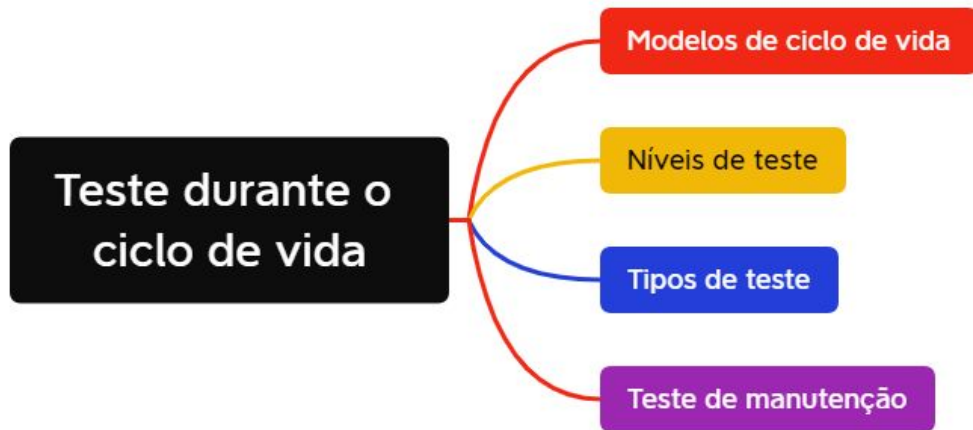 Teste durante o
ciclo de vida
Modelos de ciclo de vida
Níveis de teste
Tipos de teste
Teste de manutenção